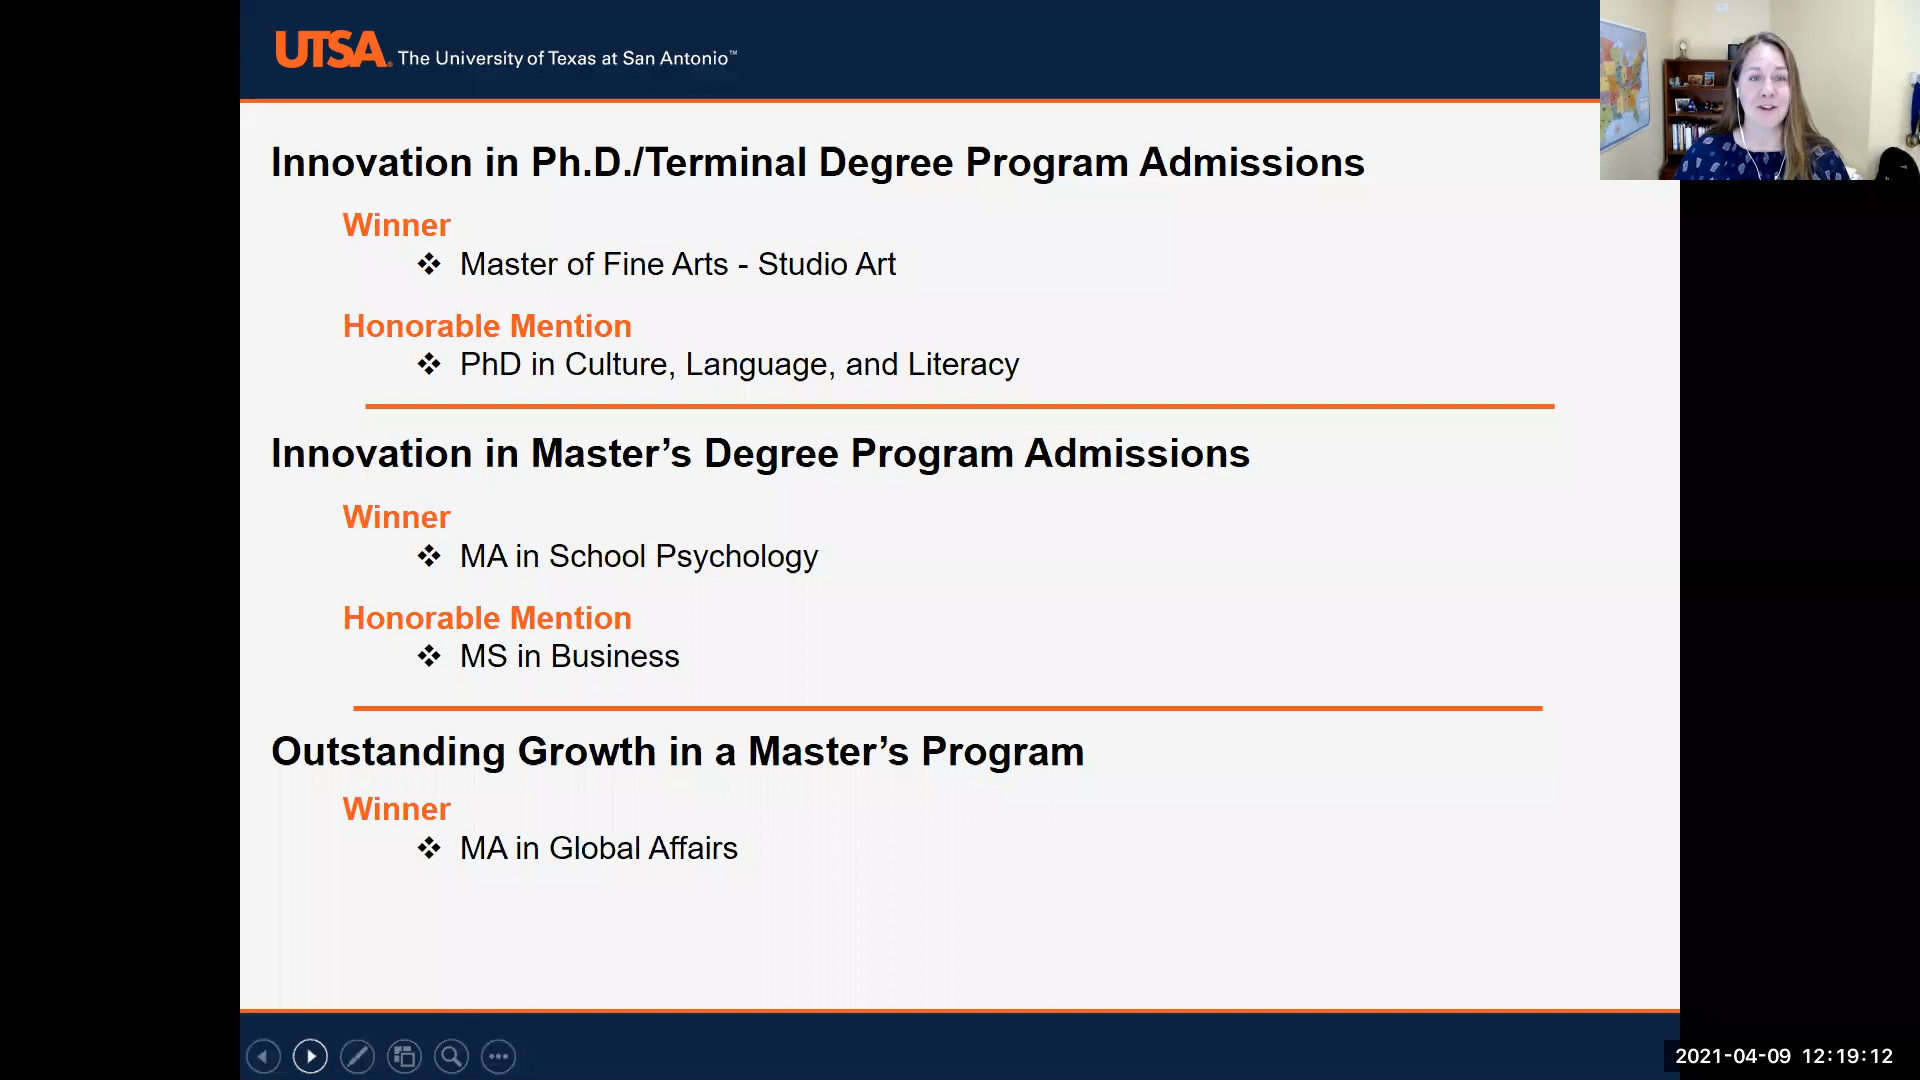 UTSA. The University of Texas at San Antonio™
Innovation in Ph.D./Terminal Degree Program Admissions
Winner
❖ Master of Fine Arts - Studio Art
Honorable Mention
❖ PhD in Culture, Language, and Literacy
Innovation in Master’s Degree Program Admissions
Winner
❖ MA in School Psychology
Honorable Mention
❖ MS in Business
Outstanding Growth in a Master’s Program
Winner
❖ MA in Global Affairs
2021-04-09 12:19:12